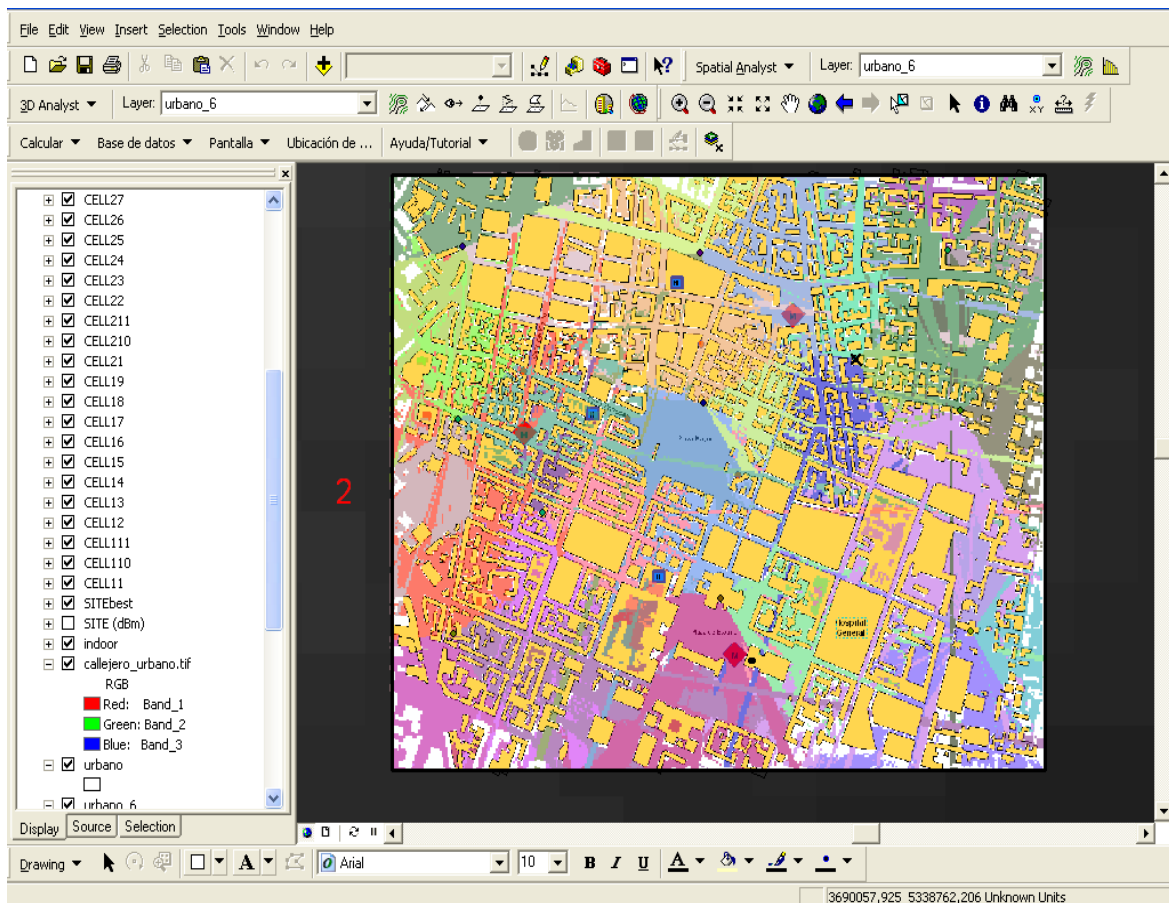 File Edit View Insert Selection Tools Window Help
Spatial Analyst Layer: urbano_6
3D Analyst Layer: urbano_6
Calcular Base de datos Pantalla Ubicación de ... Ayuda/Tutorial
CELL27
CELL26
CELL25
CELL24
CELL23
CELL22
CELL211
CELL210
CELL21
CELL19
CELL18
CELL17
CELL16
CELL15
CELL14
CELL13
CELL12
CELL111
CELL110
CELL11
SITEbest
SITE (dBm)
indoor
callejero_urbano.tif
RGB
Red: Band_1
Green: Band_2
Blue: Band_3
urbano
urbano_6
Display Source Selection
2
Hospital
General
Drawing A Arial 10 B I U A
3690057,925 5338762,206 Unknown Units